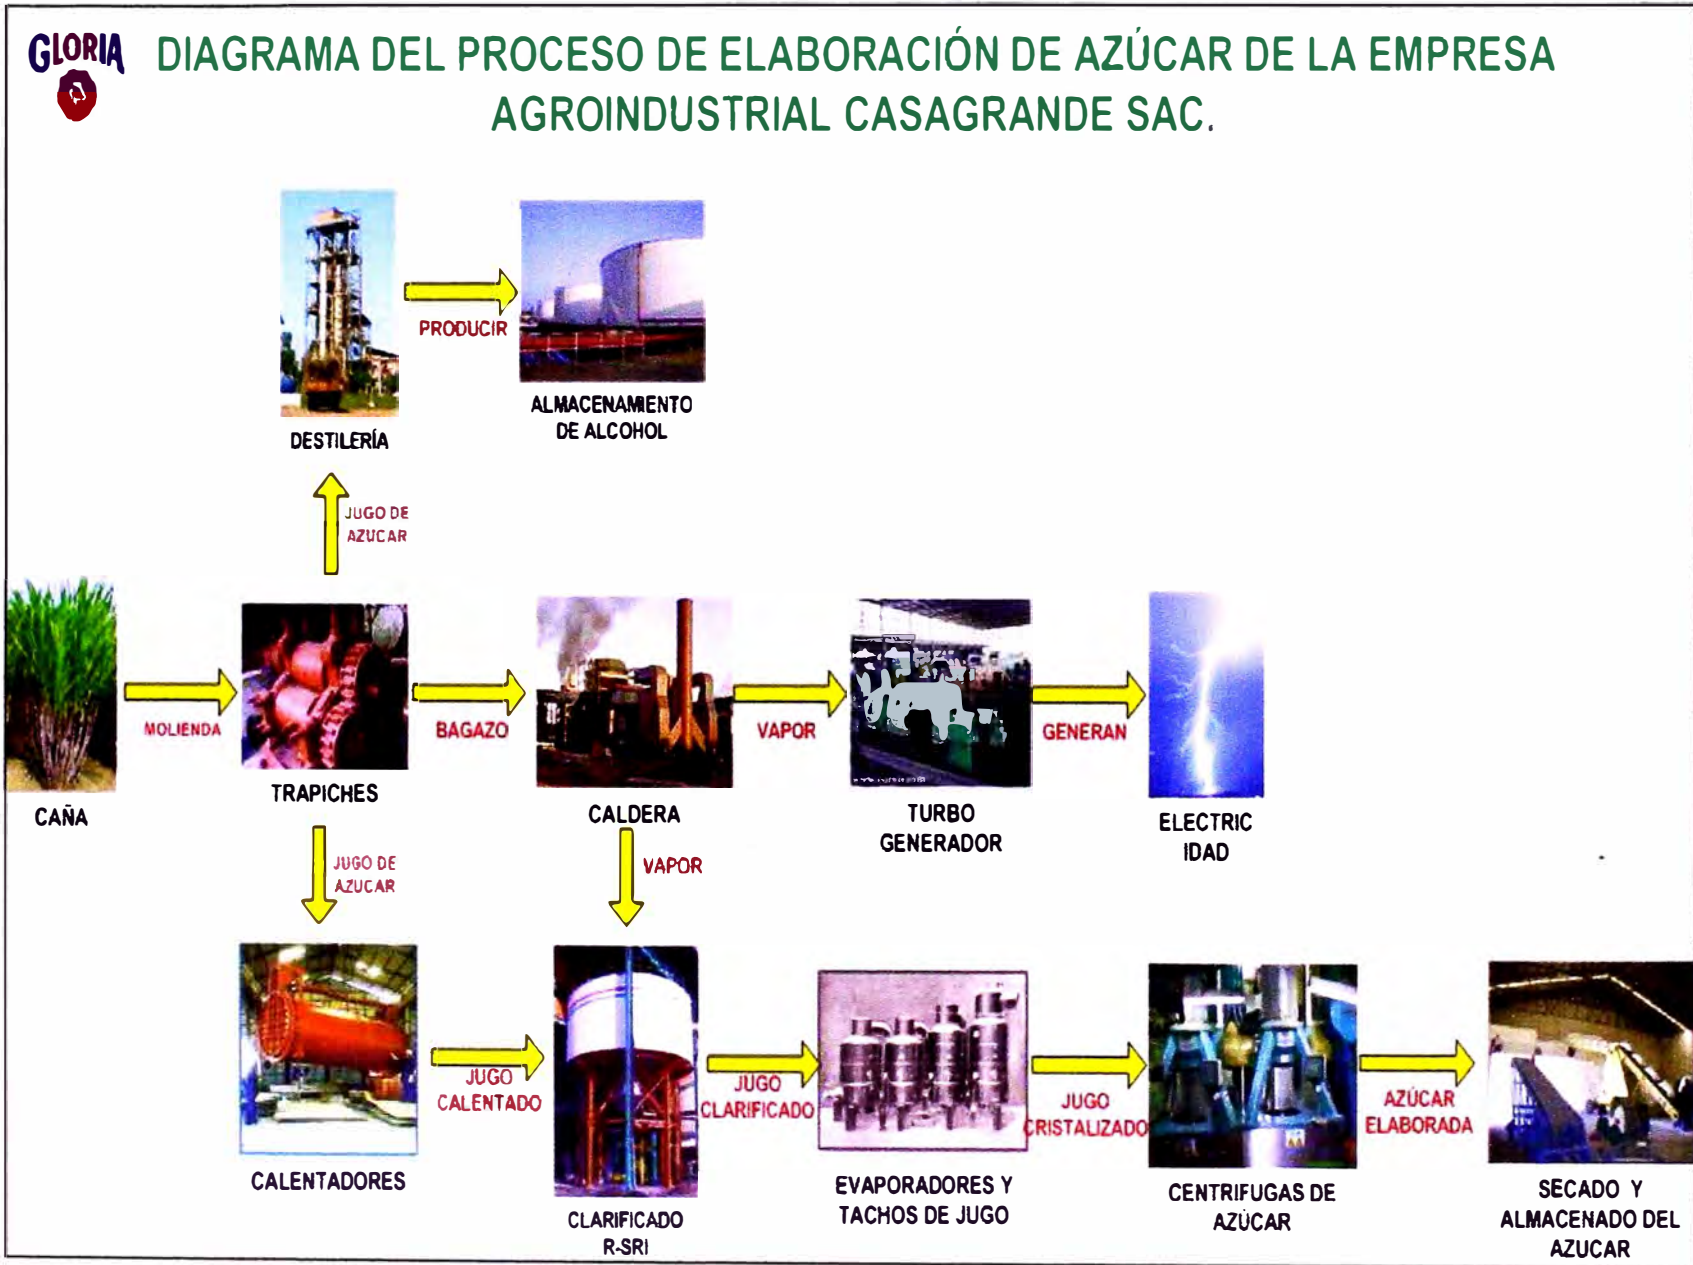 GLORIA
DIAGRAMA DEL PROCESO DE ELABORACIÓN DE AZÚCAR DE LA EMPRESA
AGROINDUSTRIAL CASAGRANDE SAC.
PRODUCIR
ALMACENAMIENTO
DE ALCOHOL
DESTILERÍA
JUGO DE
AZUCAR
MOLIENDA
BAGAZO
VAPOR
GENERAN
CAÑA
TRAPICHES
CALDERA
TURBO
GENERADOR
ELECTRIC
IDAD
JUGO DE
AZUCAR
VAPOR
JUGO
CALENTADO
JUGO
CLARIFICADO
JUGO
CRISTALIZADO
AZÚCAR
ELABORADA
CALENTADORES
CLARIFICADO
R-SRI
EVAPORADORES Y
TACHOS DE JUGO
CENTRIFUGAS DE
AZÚCAR
SECADO Y
ALMACENADO DEL
AZUCAR